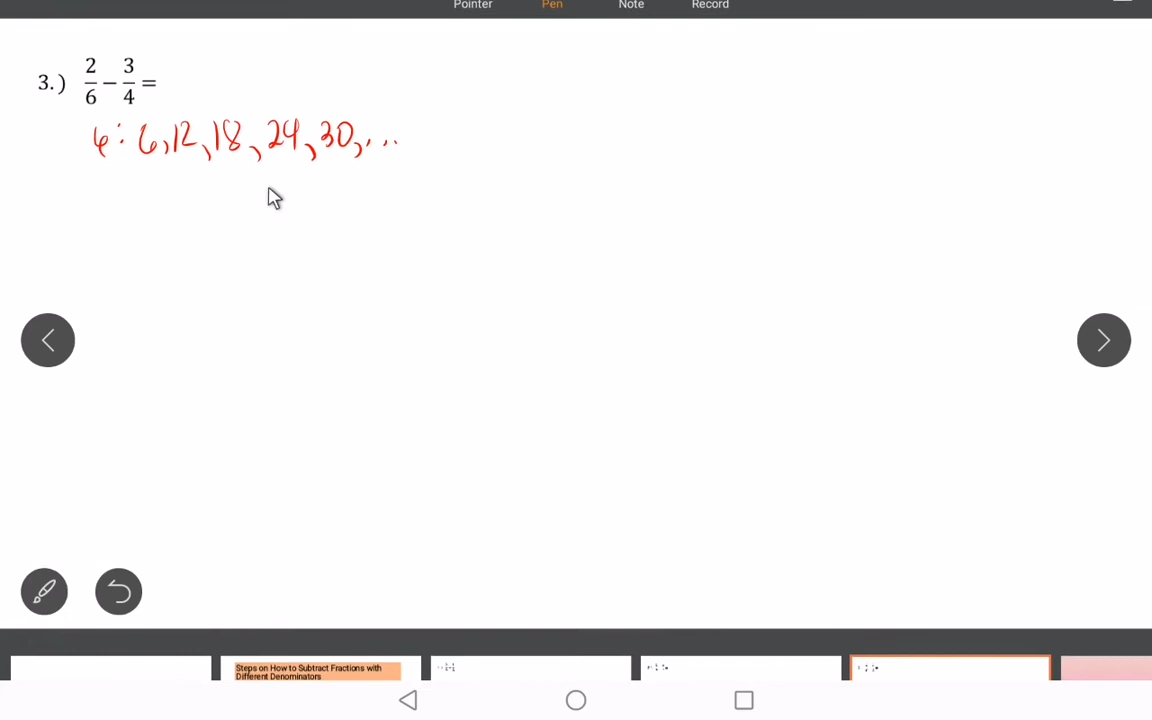 Pointer Pen Note Record
3.) 2/6 − 3/4 =
6: 6, 12, 18, 24, 30, ...
Steps on How to Subtract Fractions with
Different Denominators